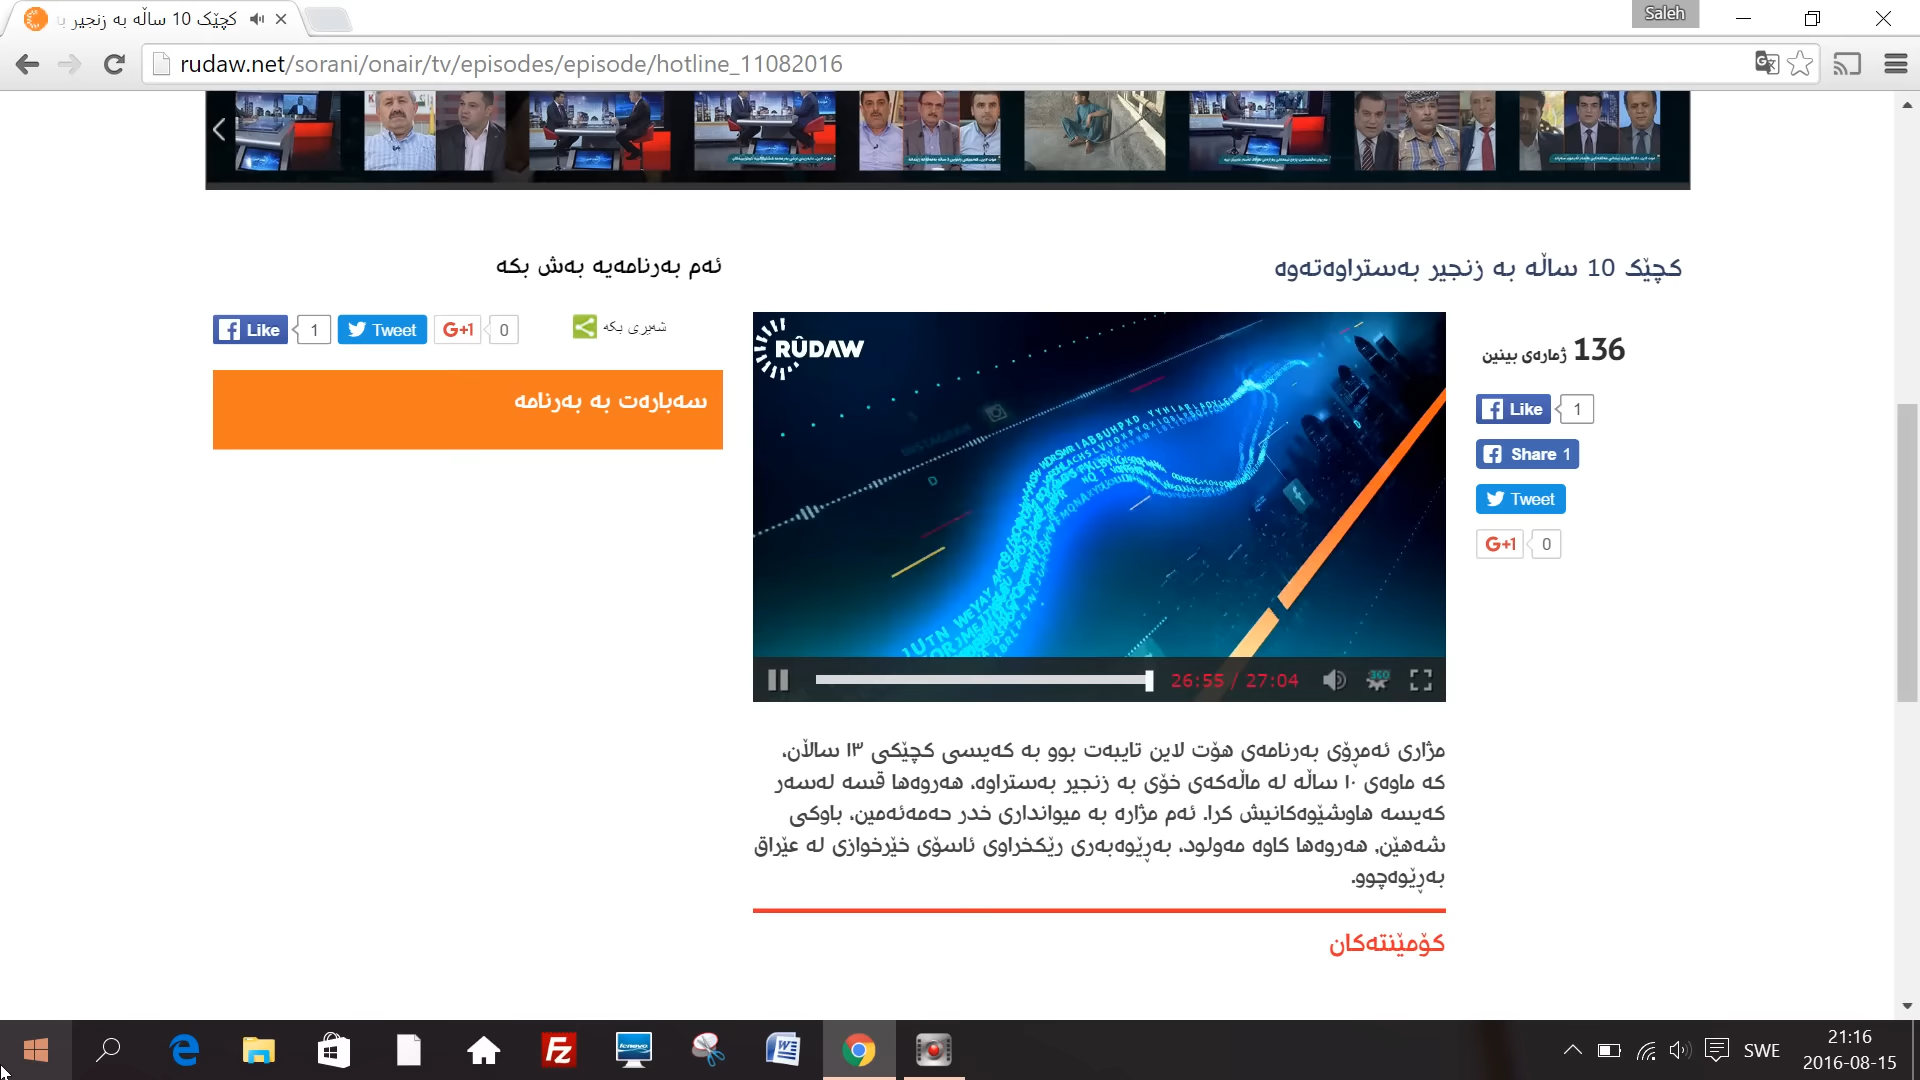 کچێک 10 ساڵە بە زنجیر ب
Saleh
rudaw.net/sorani/onair/tv/episodes/episode/hotline_11082016
کچێک 10 ساڵە بە زنجیر بەستراوەتەوە
ئەم بەرنامەیە بەش بکە
Like 1 Tweet G+1 0 شەیری بکە
سەبارەت بە بەرنامە
RÛDAW
136 ژمارەی بینین
Like 1
Share 1
Tweet
G+1 0
26:55 / 27:04
360
مژاری ئەمڕۆی بەرنامەی هۆت لاین تایبەت بوو بە کەیسی کچێکی ١٣ ساڵان،
کە ماوەی ١٠ ساڵە لە ماڵەکەی خۆی بە زنجیر بەستراوە، هەروەها قسە لەسەر
کەیسە هاوشێوەکانیش کرا. ئەم مژارە بە میوانداری خدر حەمەئەمین، باوکی
شەهێن, هەروەها کاوە مەولود، بەڕێوەبەری رێکخراوی ئاسۆی خێرخوازی لە عێراق
بەڕێوەچوو.
کۆمێنتەکان
SWE
21:16
2016-08-15